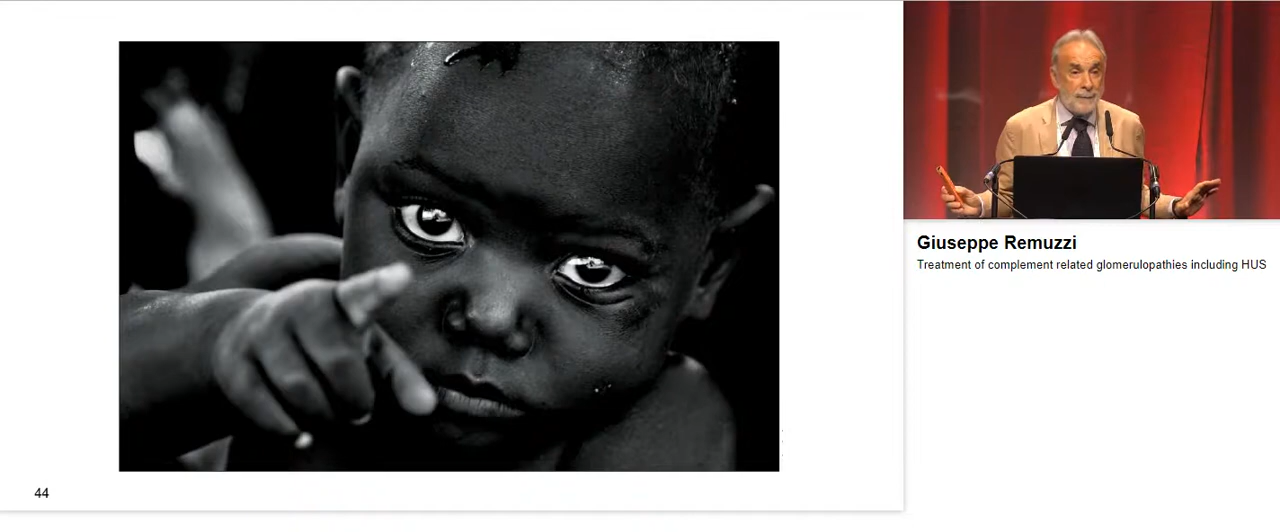 Giuseppe Remuzzi
Treatment of complement related glomerulopathies including HUS
44